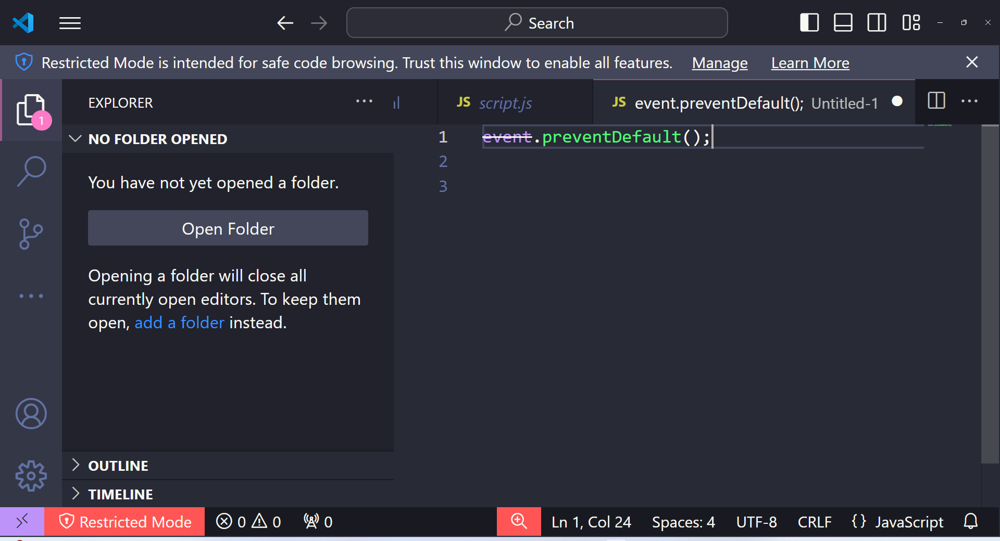 Search
Restricted Mode is intended for safe code browsing. Trust this window to enable all features. Manage Learn More
EXPLORER
JS script.js
JS event.preventDefault(); Untitled-1
1
NO FOLDER OPENED
1 event.preventDefault();
2
3
You have not yet opened a folder.
Open Folder
Opening a folder will close all
currently open editors. To keep them
open, add a folder instead.
OUTLINE
TIMELINE
Restricted Mode 0 0 0 Ln 1, Col 24 Spaces: 4 UTF-8 CRLF {} JavaScript